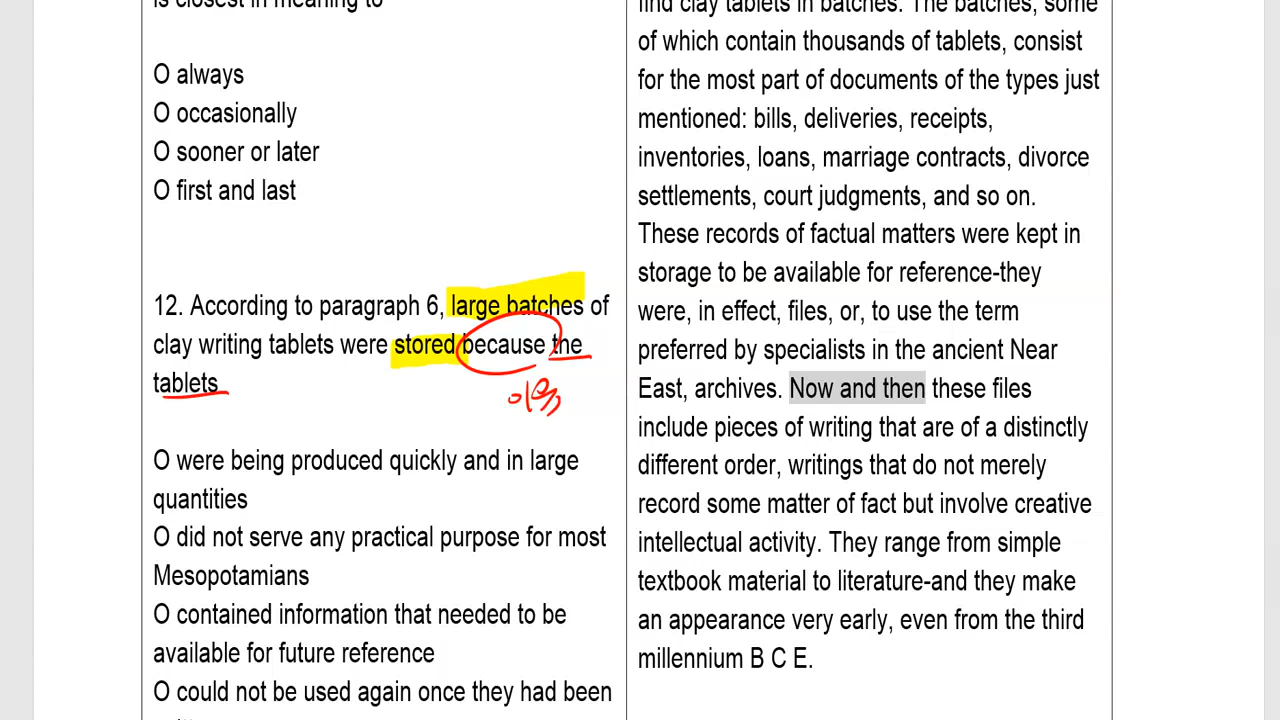 is closest in meaning to
O always
O occasionally
O sooner or later
O first and last
12. According to paragraph 6, large batches of
clay writing tablets were stored because the
tablets
이유
O were being produced quickly and in large
quantities
O did not serve any practical purpose for most
Mesopotamians
O contained information that needed to be
available for future reference
O could not be used again once they had been
find clay tablets in batches. The batches, some
of which contain thousands of tablets, consist
for the most part of documents of the types just
mentioned: bills, deliveries, receipts,
inventories, loans, marriage contracts, divorce
settlements, court judgments, and so on.
These records of factual matters were kept in
storage to be available for reference-they
were, in effect, files, or, to use the term
preferred by specialists in the ancient Near
East, archives. Now and then these files
include pieces of writing that are of a distinctly
different order, writings that do not merely
record some matter of fact but involve creative
intellectual activity. They range from simple
textbook material to literature-and they make
an appearance very early, even from the third
millennium B C E.